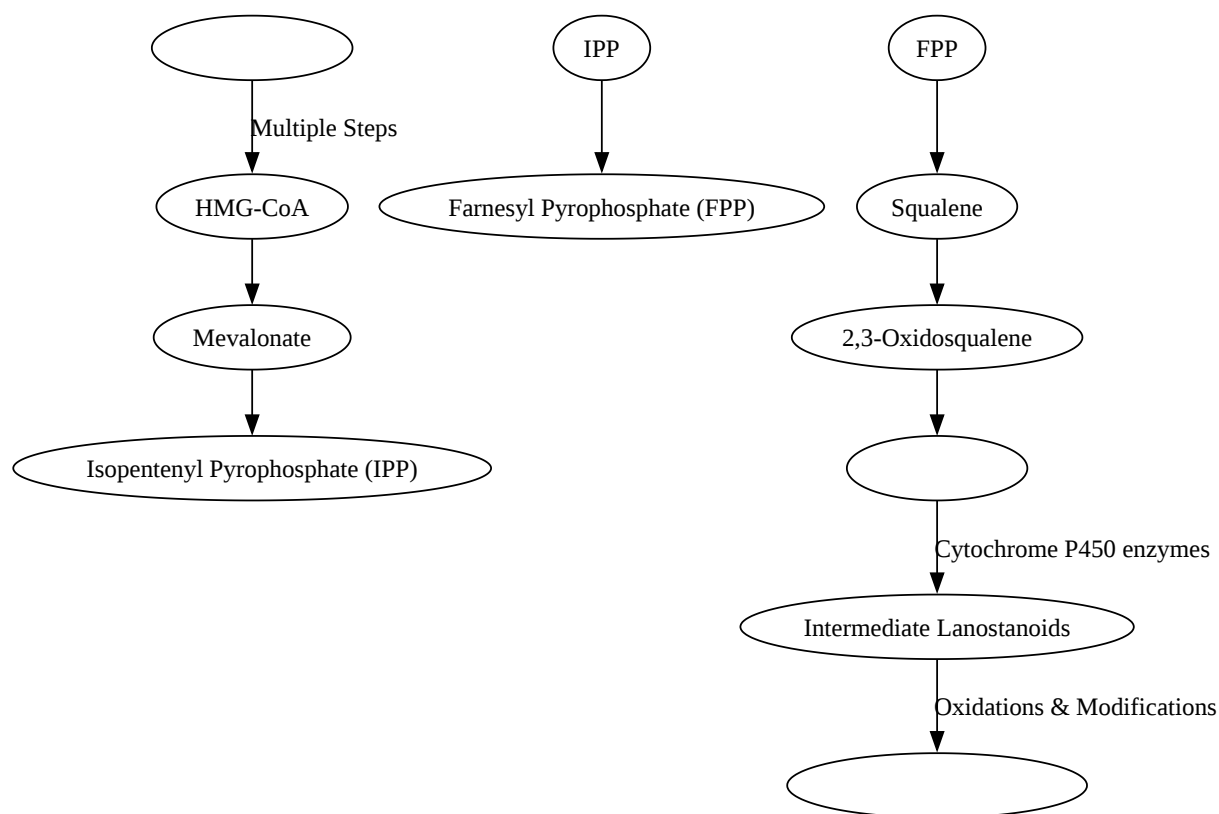 IPP
FPP
Multiple Steps
HMG-CoA
Farnesyl Pyrophosphate (FPP)
Squalene
Mevalonate
2,3-Oxidosqualene
Isopentenyl Pyrophosphate (IPP)
Cytochrome P450 enzymes
Intermediate Lanostanoids
Oxidations & Modifications